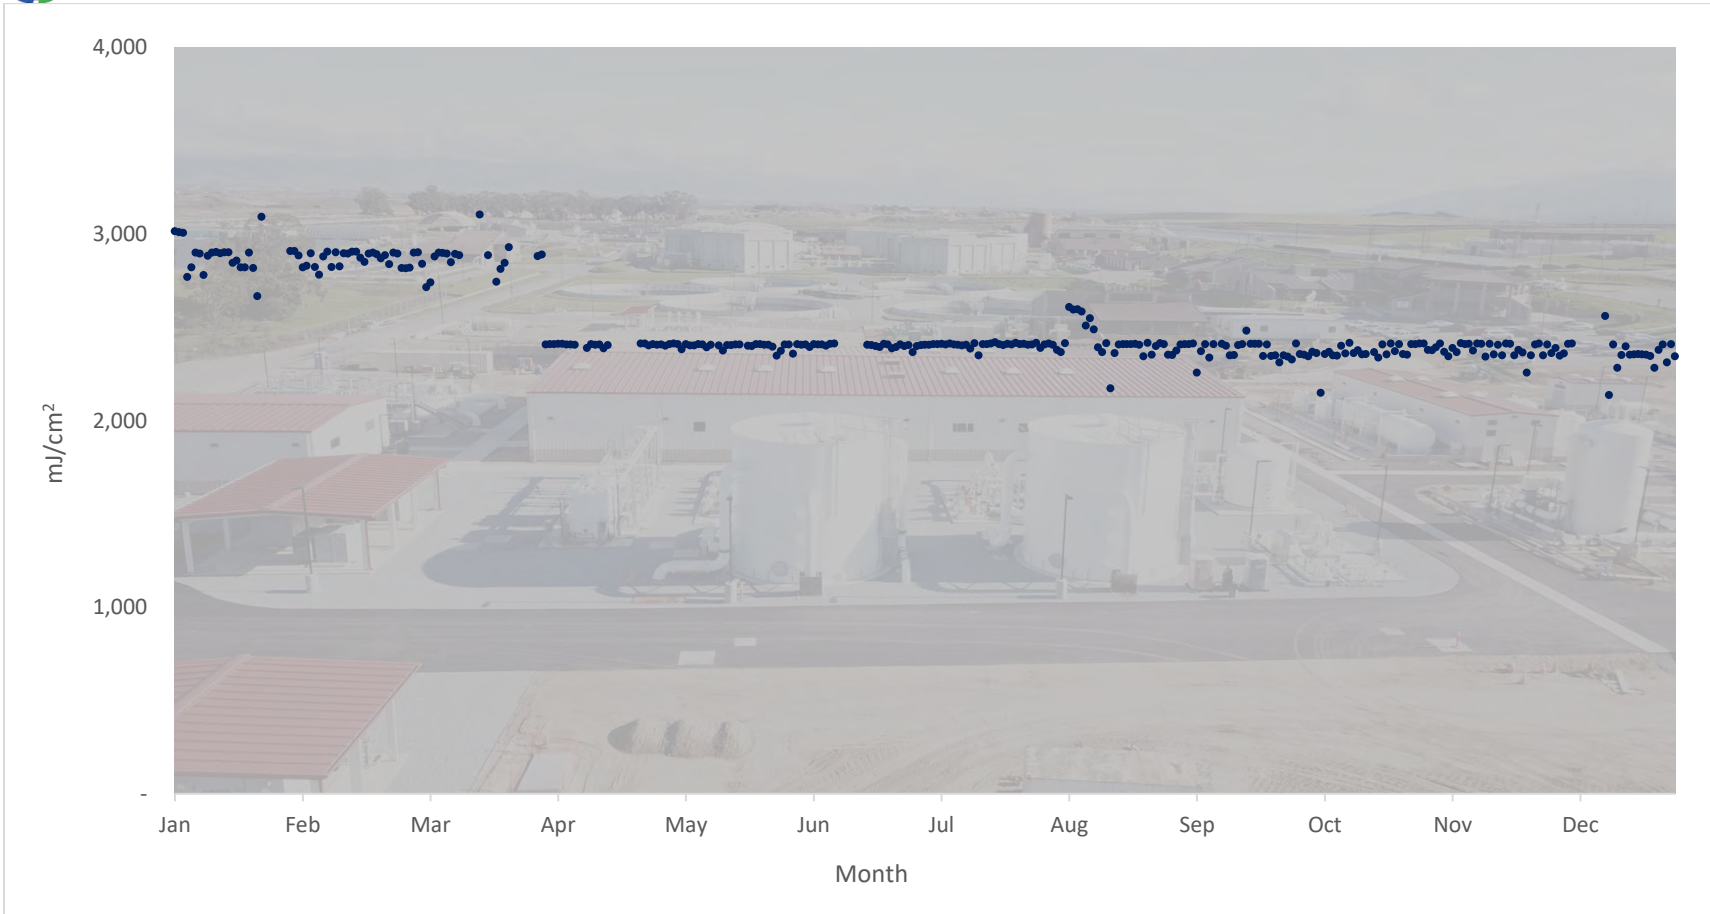 4,000
3,000
2,000
1,000
-
mJ/cm²
Jan Feb Mar Apr May Jun Jul Aug Sep Oct Nov Dec
Month